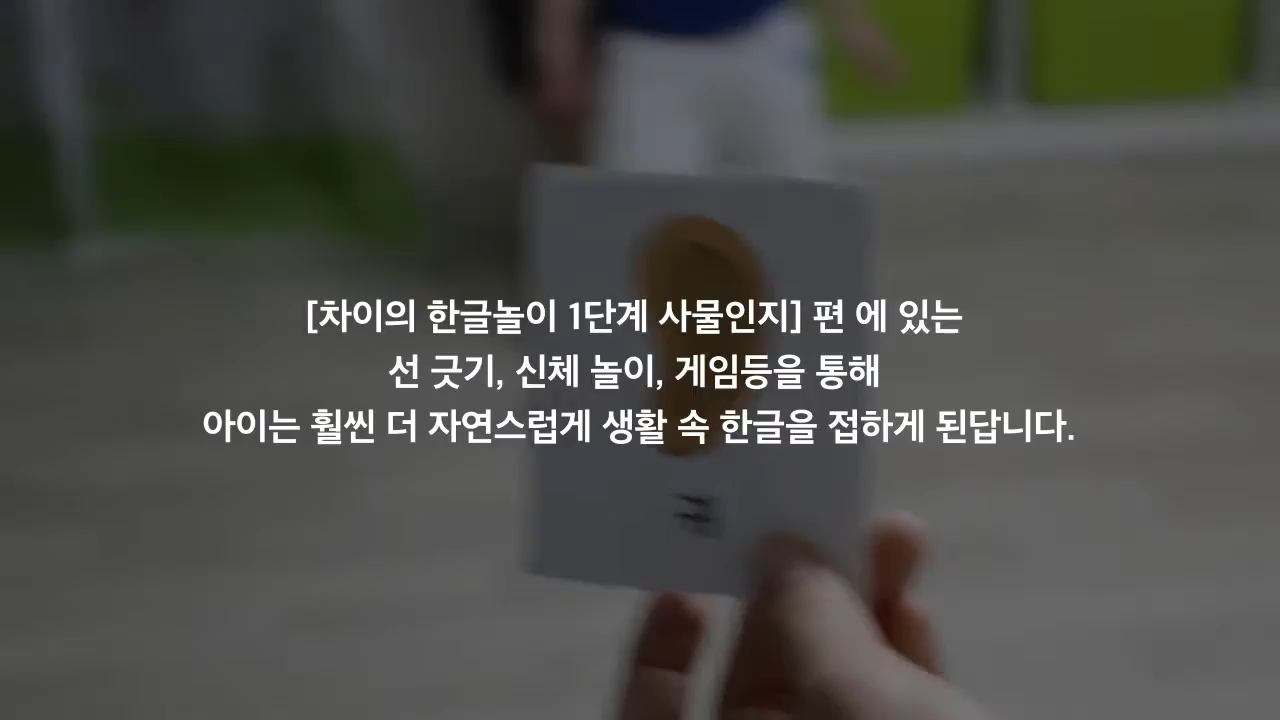 [차이의 한글놀이 1단계 사물인지] 편 에 있는
선 긋기, 신체 놀이, 게임등을 통해
아이는 훨씬 더 자연스럽게 생활 속 한글을 접하게 된답니다.